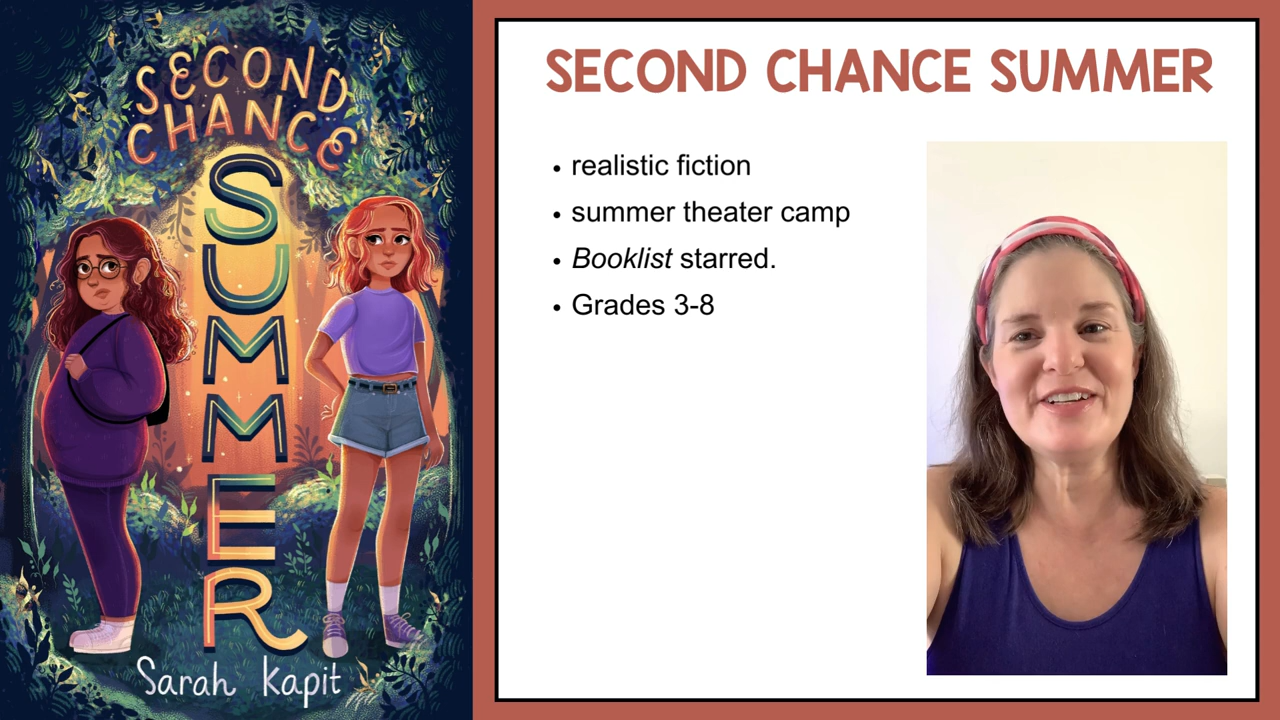 SECOND
CHANCE
SUMMER
Sarah Kapit
SECOND CHANCE SUMMER
• realistic fiction
• summer theater camp
• Booklist starred.
• Grades 3-8